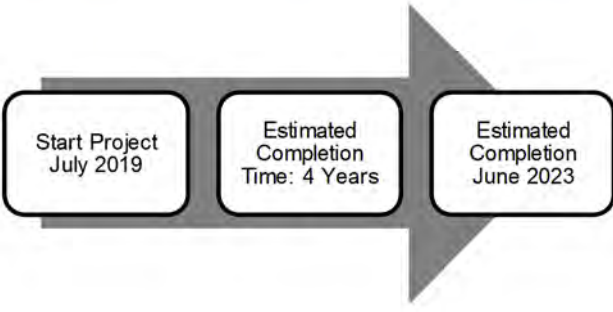 Start Project
July 2019
Estimated
Completion
Time: 4 Years
Estimated
Completion
June 2023